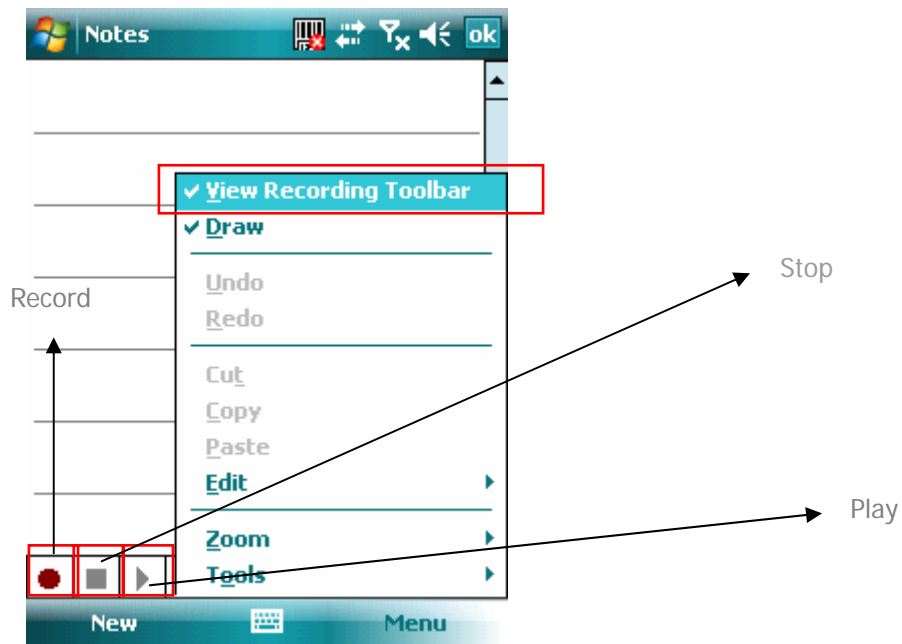 Notes
ok
View Recording Toolbar
Draw
Undo
Redo
Cut
Copy
Paste
Edit
Zoom
Tools
New
Menu
Record
Stop
Play